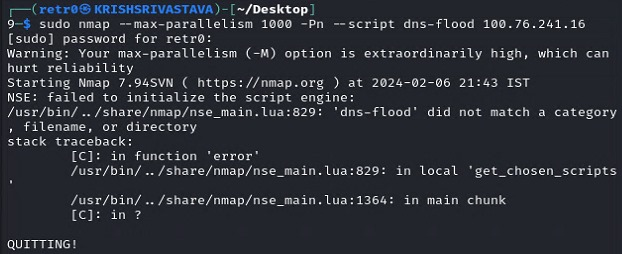 ┌──(retr0㉿KRISHSRIVASTAVA)-[~/Desktop]
9─$ sudo nmap --max-parallelism 1000 -Pn --script dns-flood 100.76.241.16
[sudo] password for retr0:
Warning: Your max-parallelism (-M) option is extraordinarily high, which can
hurt reliability
Starting Nmap 7.94SVN ( https://nmap.org ) at 2024-02-06 21:43 IST
NSE: failed to initialize the script engine:
/usr/bin/../share/nmap/nse_main.lua:829: 'dns-flood' did not match a category
, filename, or directory
stack traceback:
        [C]: in function 'error'
        /usr/bin/../share/nmap/nse_main.lua:829: in local 'get_chosen_scripts
'
        /usr/bin/../share/nmap/nse_main.lua:1364: in main chunk
        [C]: in ?
QUITTING!